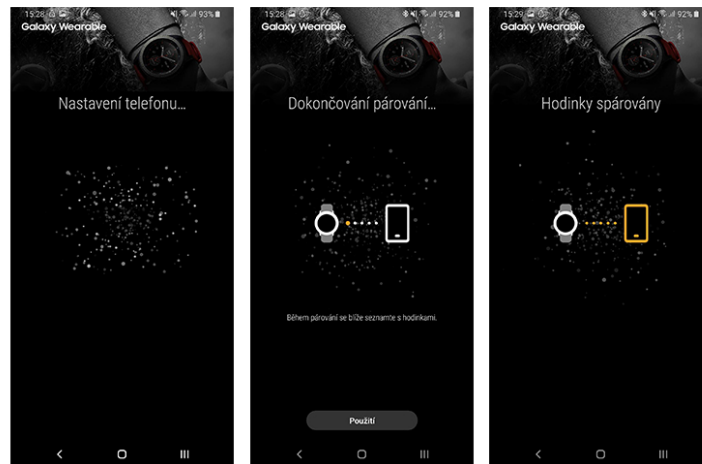 15:28 93%
Galaxy Wearable
Nastavení telefonu...
15:28 92%
Galaxy Wearable
Dokončování párování...
Během párování se blíže seznamte s hodinkami.
Použití
15:29 92%
Galaxy Wearable
Hodinky spárovány